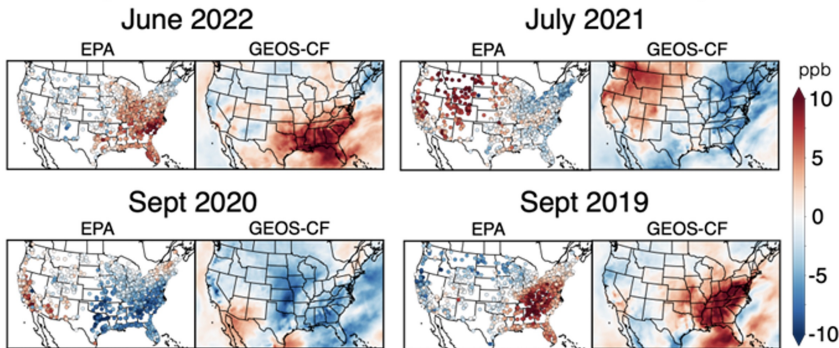 June 2022
July 2021
EPA
GEOS-CF
EPA
GEOS-CF
ppb
10
5
0
-5
-10
Sept 2020
Sept 2019
EPA
GEOS-CF
EPA
GEOS-CF